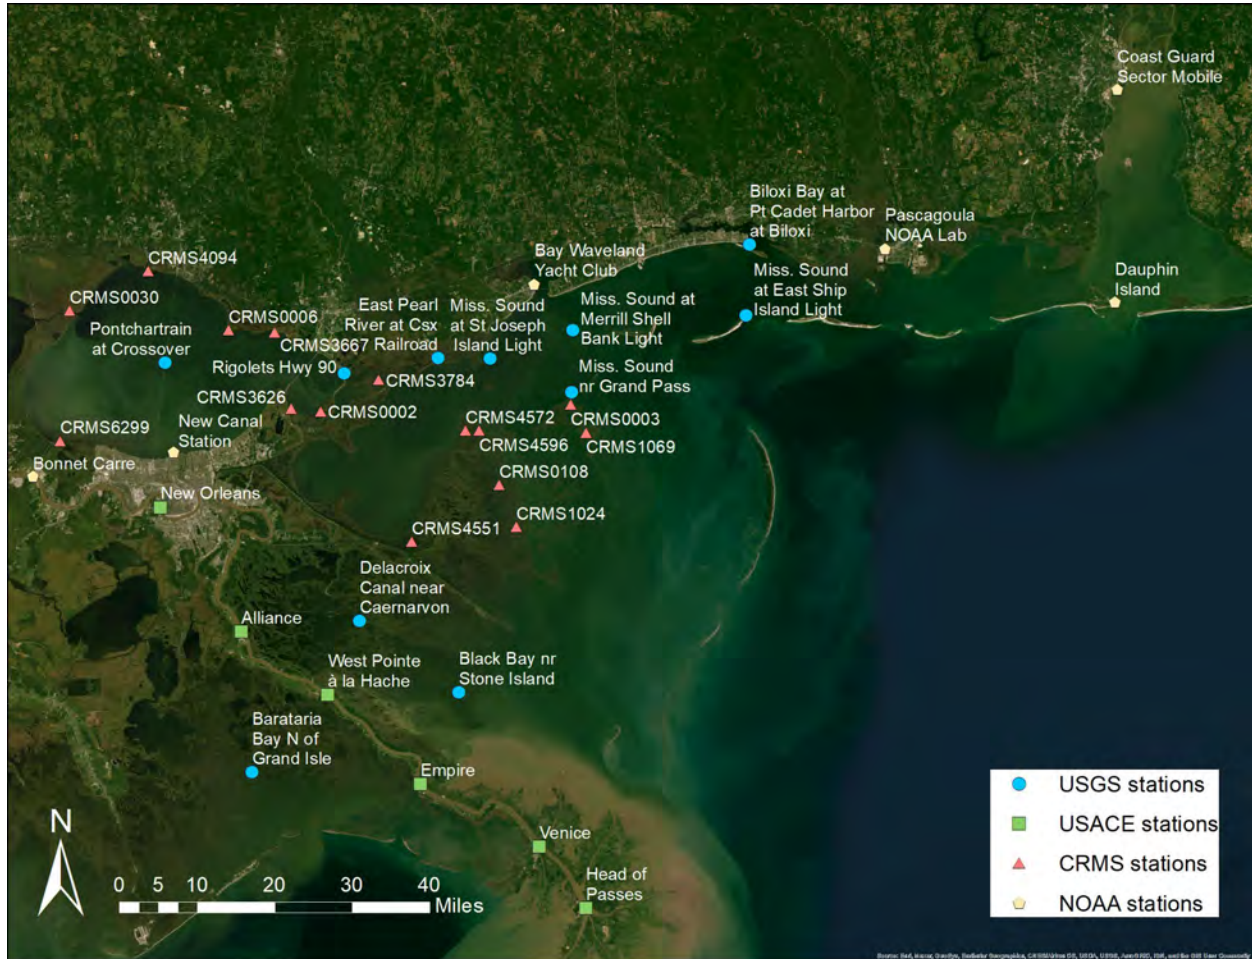 Coast Guard
Sector Mobile
Biloxi Bay at
Pt Cadet Harbor
at Biloxi
Pascagoula
NOAA Lab
Bay Waveland
Yacht Club
CRMS4094
Miss. Sound
at East Ship
Island Light
Dauphin
Island
CRMS0030
East Pearl
River at Csx
Railroad
Miss. Sound
at St Joseph
Island Light
Miss. Sound at
Merrill Shell
Bank Light
CRMS0006
Pontchartrain
at Crossover
CRMS3667
Rigolets Hwy 90
Miss. Sound
nr Grand Pass
CRMS3784
CRMS3626
CRMS0002
CRMS4572
CRMS0003
CRMS6299
New Canal
Station
CRMS4596
CRMS1069
Bonnet Carre
CRMS0108
New Orleans
CRMS1024
CRMS4551
Delacroix
Canal near
Caernarvon
Alliance
West Pointe
à la Hache
Black Bay nr
Stone Island
Barataria
Bay N of
Grand Isle
Empire
USGS stations
N
USACE stations
Venice
CRMS stations
0 5 10 20 30 40
Miles
Head of
Passes
NOAA stations